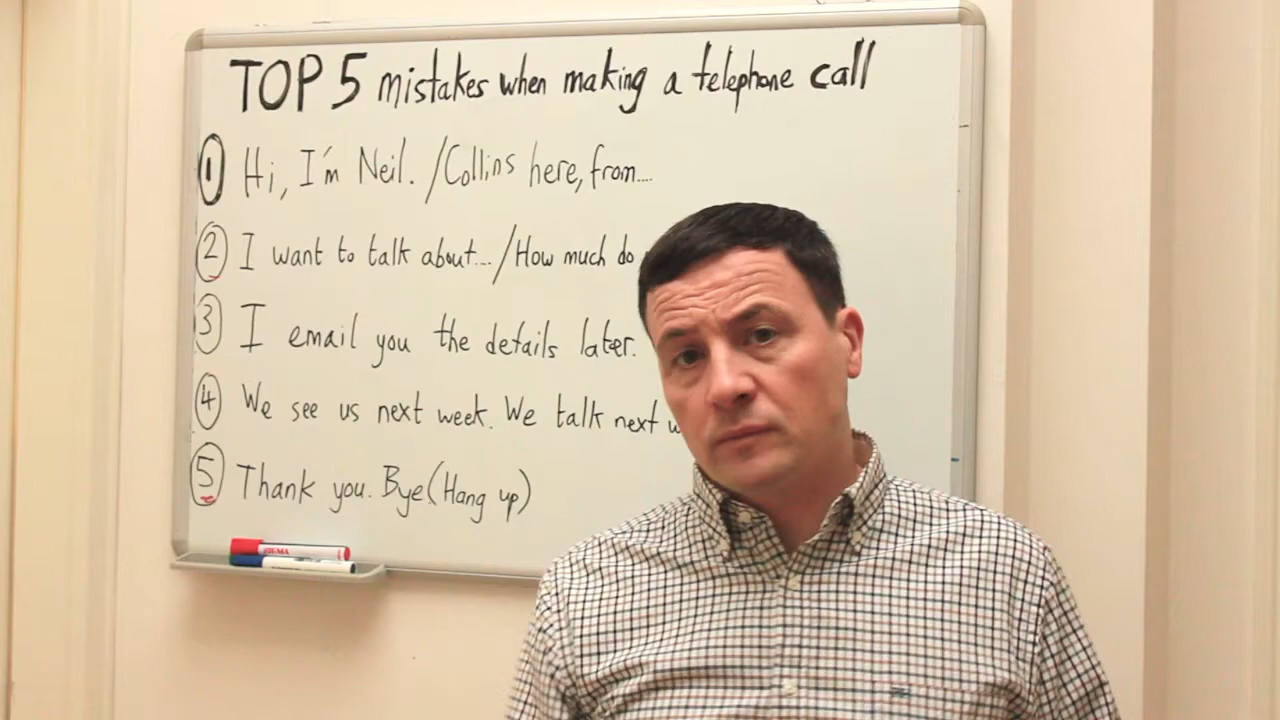 TOP 5 mistakes when making a telephone call
1 Hi, I'm Neil. /Collins here, from....
2 I want to talk about.../How much do
3 I email you the details later.
4 We see us next week. We talk next
5 Thank you. Bye (Hang up)
SIGMA